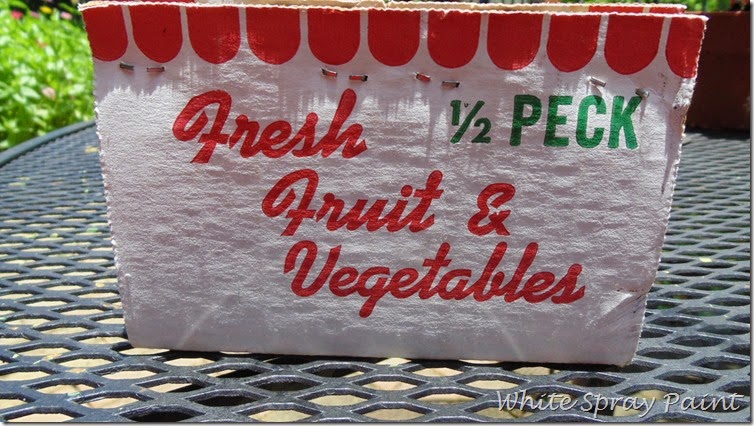 Fresh ½ PECK
Fruit &
Vegetables
White Spray Paint